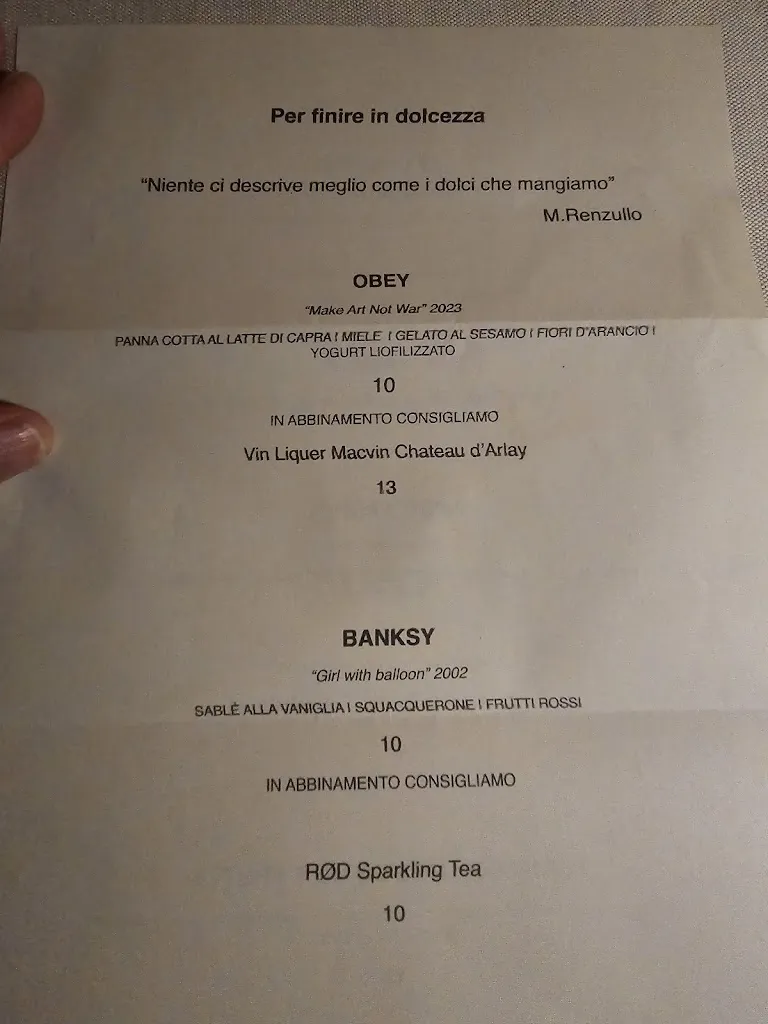 Per finire in dolcezza
“Niente ci descrive meglio come i dolci che mangiamo”
M.Renzullo
OBEY
“Make Art Not War” 2023
PANNA COTTA AL LATTE DI CAPRA | MIELE | GELATO AL SESAMO | FIORI D'ARANCIO |
YOGURT LIOFILIZZATO
10
IN ABBINAMENTO CONSIGLIAMO
Vin Liquer Macvin Chateau d'Arlay
13
BANKSY
“Girl with balloon” 2002
SABLÈ ALLA VANIGLIA | SQUACQUERONE | FRUTTI ROSSI
10
IN ABBINAMENTO CONSIGLIAMO
RØD Sparkling Tea
10